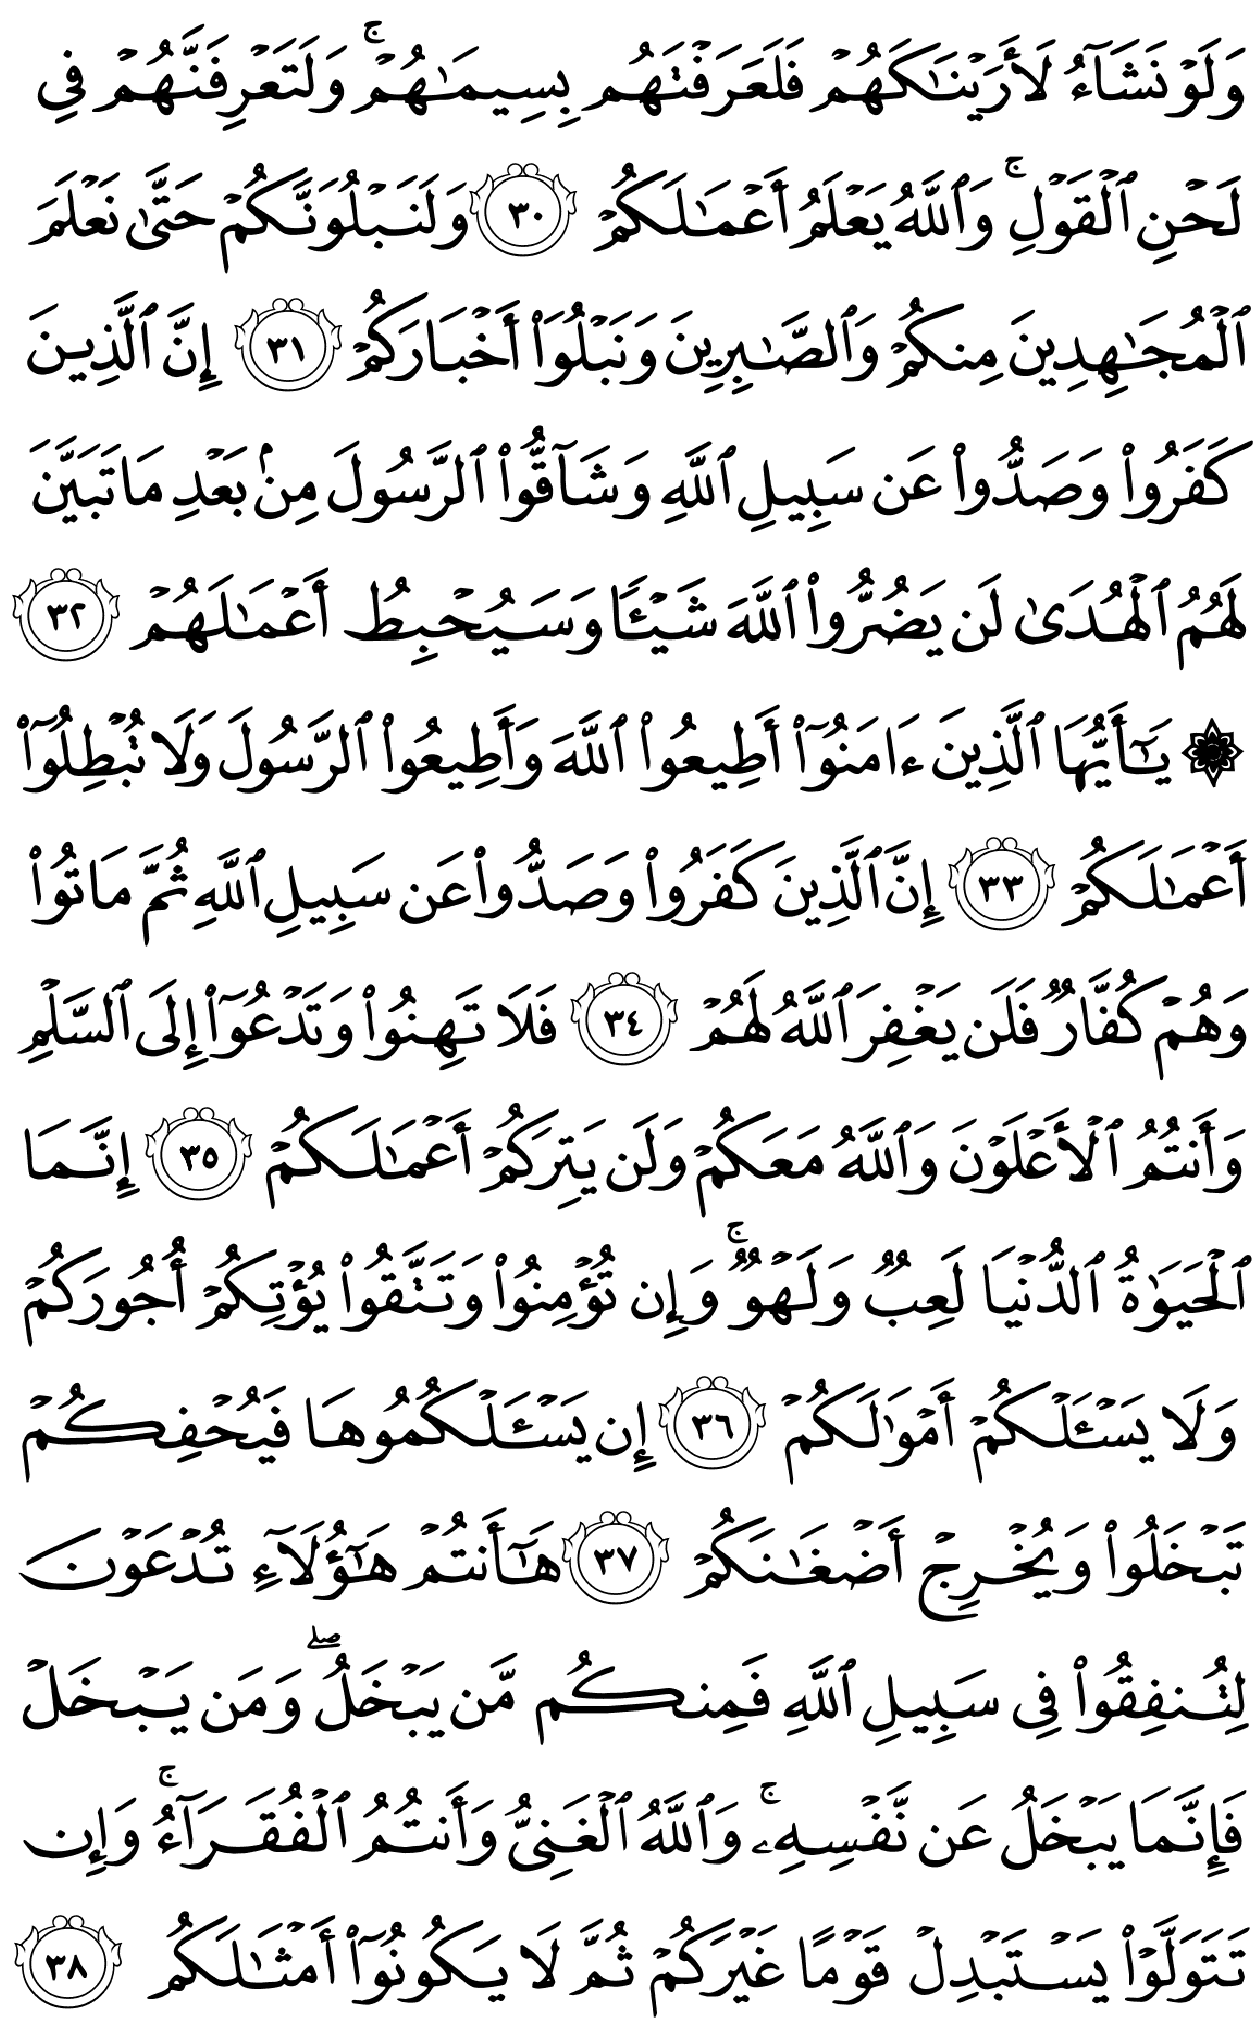 وَلَوْ نَشَآءُ لَأَرَيْنَـٰكَهُمْ فَلَعَرَفْتَهُم بِسِيمَـٰهُمْ ۚ وَلَتَعْرِفَنَّهُمْ فِى
لَحْنِ ٱلْقَوْلِ ۚ وَٱللَّهُ يَعْلَمُ أَعْمَـٰلَكُمْ ٣٠ وَلَنَبْلُوَنَّكُمْ حَتَّىٰ نَعْلَمَ
ٱلْمُجَـٰهِدِينَ مِنكُمْ وَٱلصَّـٰبِرِينَ وَنَبْلُوَا۟ أَخْبَارَكُمْ ٣١ إِنَّ ٱلَّذِينَ
كَفَرُوا۟ وَصَدُّوا۟ عَن سَبِيلِ ٱللَّهِ وَشَآقُّوا۟ ٱلرَّسُولَ مِنۢ بَعْدِ مَا تَبَيَّنَ
لَهُمُ ٱلْهُدَىٰ لَن يَضُرُّوا۟ ٱللَّهَ شَيْـًٔا وَسَيُحْبِطُ أَعْمَـٰلَهُمْ ٣٢
۞ يَـٰٓأَيُّهَا ٱلَّذِينَ ءَامَنُوٓا۟ أَطِيعُوا۟ ٱللَّهَ وَأَطِيعُوا۟ ٱلرَّسُولَ وَلَا تُبْطِلُوٓا۟
أَعْمَـٰلَكُمْ ٣٣ إِنَّ ٱلَّذِينَ كَفَرُوا۟ وَصَدُّوا۟ عَن سَبِيلِ ٱللَّهِ ثُمَّ مَاتُوا۟
وَهُمْ كُفَّارٌ فَلَن يَغْفِرَ ٱللَّهُ لَهُمْ ٣٤ فَلَا تَهِنُوا۟ وَتَدْعُوٓا۟ إِلَى ٱلسَّلْمِ
وَأَنتُمُ ٱلْأَعْلَوْنَ وَٱللَّهُ مَعَكُمْ وَلَن يَتِرَكُمْ أَعْمَـٰلَكُمْ ٣٥ إِنَّمَا
ٱلْحَيَوٰةُ ٱلدُّنْيَا لَعِبٌ وَلَهْوٌ ۚ وَإِن تُؤْمِنُوا۟ وَتَتَّقُوا۟ يُؤْتِكُمْ أُجُورَكُمْ
وَلَا يَسْـَٔلْكُمْ أَمْوَٰلَكُمْ ٣٦ إِن يَسْـَٔلْكُمُوهَا فَيُحْفِكُمْ
تَبْخَلُوا۟ وَيُخْرِجْ أَضْغَـٰنَكُمْ ٣٧ هَـٰٓأَنتُمْ هَـٰٓؤُلَآءِ تُدْعَوْنَ
لِتُنفِقُوا۟ فِى سَبِيلِ ٱللَّهِ فَمِنكُم مَّن يَبْخَلُ ۖ وَمَن يَبْخَلْ
فَإِنَّمَا يَبْخَلُ عَن نَّفْسِهِۦ ۚ وَٱللَّهُ ٱلْغَنِىُّ وَأَنتُمُ ٱلْفُقَرَآءُ ۚ وَإِن
تَتَوَلَّوْا۟ يَسْتَبْدِلْ قَوْمًا غَيْرَكُمْ ثُمَّ لَا يَكُونُوٓا۟ أَمْثَـٰلَكُم ٣٨